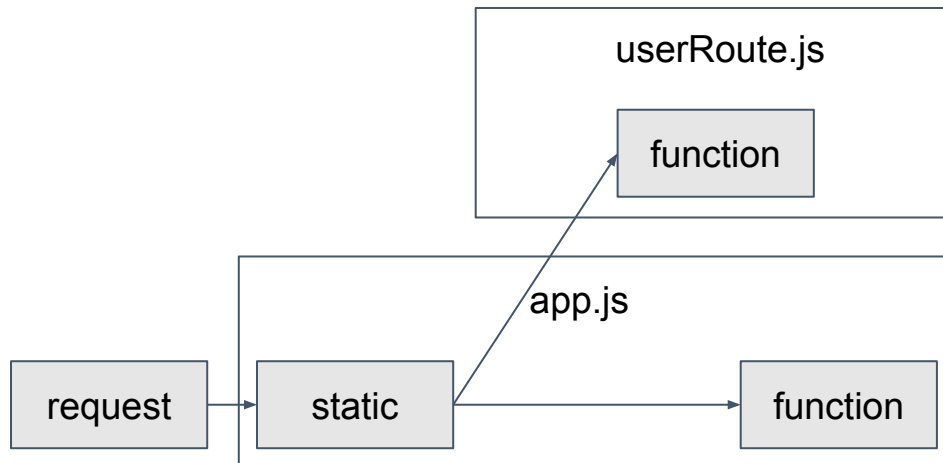 userRoute.js
function
app.js
request
static
function